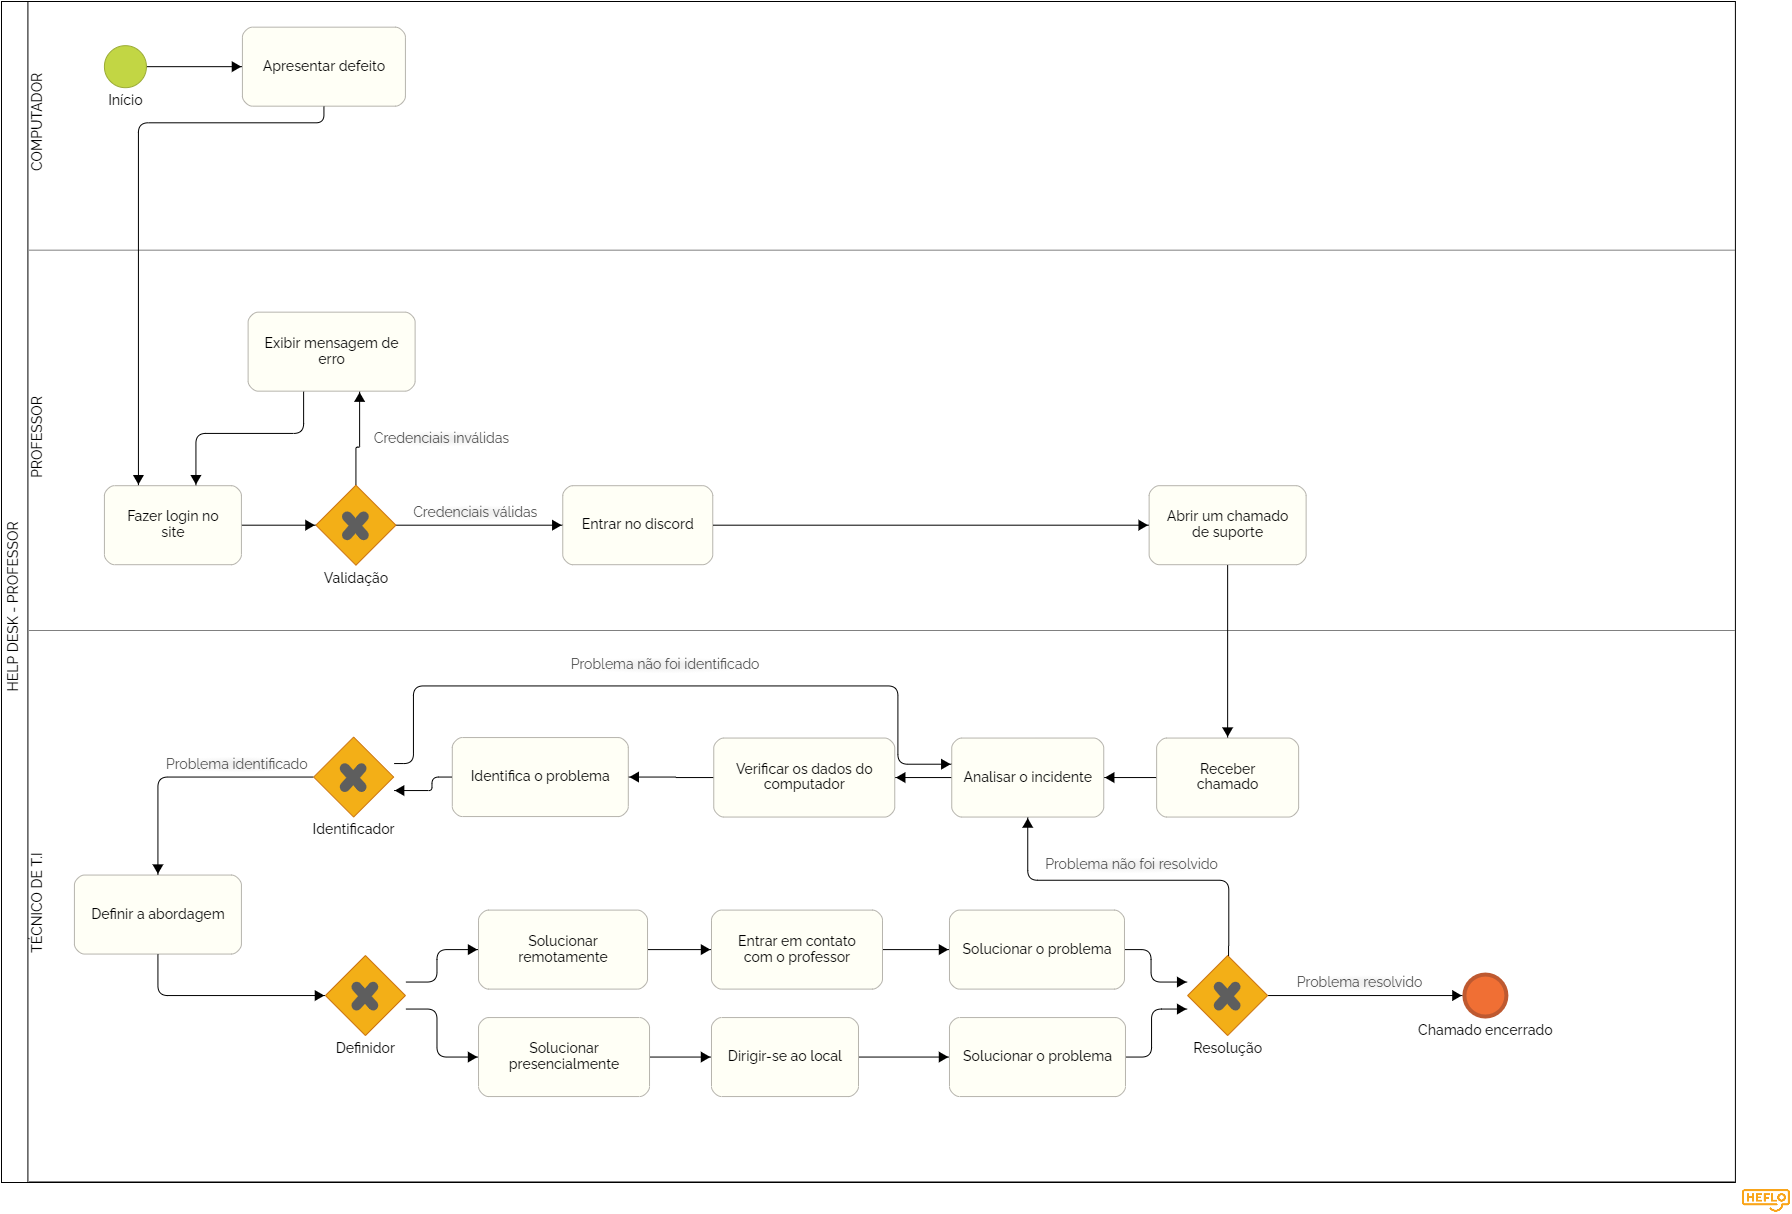 HELP DESK - PROFESSOR
COMPUTADOR
Início
Apresentar defeito
PROFESSOR
Exibir mensagem de
erro
Credenciais inválidas
Fazer login no
site
Validação
Credenciais válidas
Entrar no discord
Abrir um chamado
de suporte
TÉCNICO DE T.I
Problema não foi identificado
Problema identificado
Identificador
Identifica o problema
Verificar os dados do
computador
Analisar o incidente
Receber
chamado
Problema não foi resolvido
Definir a abordagem
Definidor
Solucionar
remotamente
Entrar em contato
com o professor
Solucionar o problema
Solucionar
presencialmente
Dirigir-se ao local
Solucionar o problema
Resolução
Problema resolvido
Chamado encerrado
HEFLO